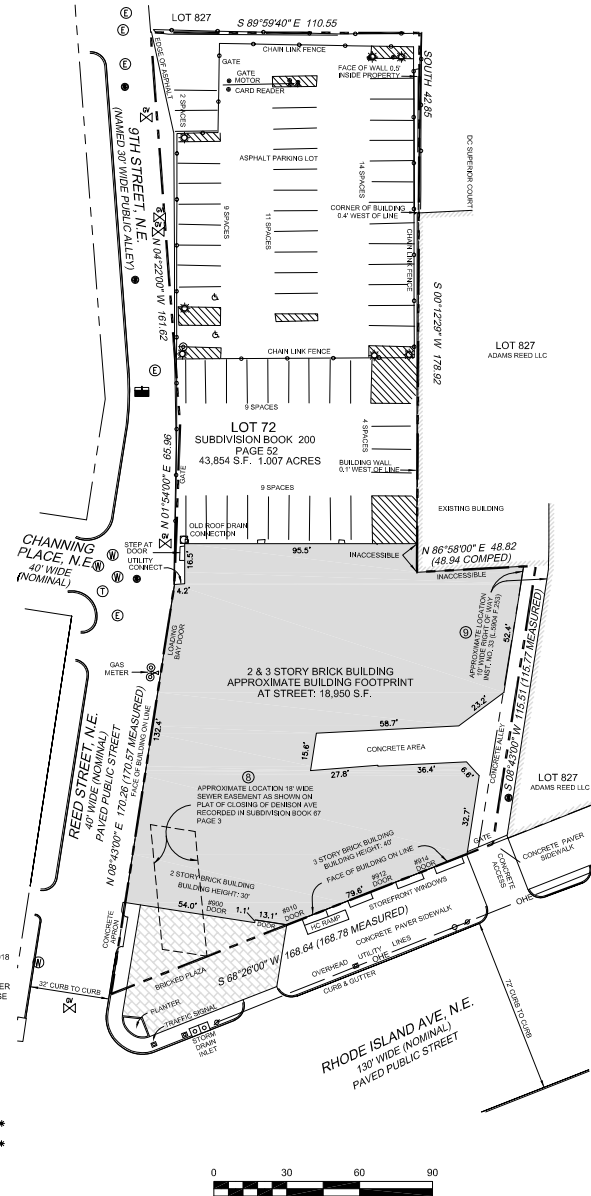 LOT 827
S 89°59'40" E 110.55
CHAIN LINK FENCE
EDGE OF ASPHALT
GATE
GATE
MOTOR
CARD READER
FACE OF WALL 0.5'
INSIDE PROPERTY
SOUTH 42.85
2 SPACES
GV
9TH STREET, N.E.
(NAMED 30' WIDE PUBLIC ALLEY)
ASPHALT PARKING LOT
14 SPACES
DC SUPERIOR COURT
9 SPACES
11 SPACES
CORNER OF BUILDING
0.4' WEST OF LINE
CHAIN LINK FENCE
N 04°22'00" W 161.62
S 00°12'29" W 178.92
LOT 827
ADAMS REED LLC
CHAIN LINK FENCE
9 SPACES
LOT 72
SUBDIVISION BOOK 200
PAGE 52
43,854 S.F. 1.007 ACRES
4 SPACES
BUILDING WALL
0.1' WEST OF LINE
N 01°54'00" E 65.96
GATE
9 SPACES
EXISTING BUILDING
OLD ROOF DRAIN
CONNECTION
CHANNING
PLACE, N.E.
40' WIDE
(NOMINAL)
STEP AT
DOOR
UTILITY
CONNECT
16.5'
95.5'
INACCESSIBLE
N 86°58'00" E 48.82
(48.94 COMPED)
INACCESSIBLE
4.2'
LOADING
BAY DOOR
9
APPROXIMATE LOCATION
10' WIDE RIGHT OF WAY
INST. NO. 33 (L.5904 F.253)
52.4'
GAS
METER
2 & 3 STORY BRICK BUILDING
APPROXIMATE BUILDING FOOTPRINT
AT STREET: 18,950 S.F.
23.2'
58.7'
15.6'
CONCRETE AREA
27.8'
36.4'
6.6'
CONCRETE ALLEY
S 08°43'00" W 115.51 (115.77 MEASURED)
REED STREET, N.E.
40' WIDE (NOMINAL)
PAVED PUBLIC STREET
N 08°43'00" E 170.26 (170.57 MEASURED)
FACE OF BUILDING ON LINE
132.4'
8
APPROXIMATE LOCATION 18' WIDE
SEWER EASEMENT AS SHOWN ON
PLAT OF CLOSING OF DENISON AVE
RECORDED IN SUBDIVISION BOOK 67
PAGE 3
32.7'
LOT 827
ADAMS REED LLC
GATE
CONCRETE
ACCESS
CONCRETE PAVER
SIDEWALK
3 STORY BRICK BUILDING
BUILDING HEIGHT: 40'
FACE OF BUILDING ON LINE
2 STORY BRICK BUILDING
BUILDING HEIGHT: 30'
#914
DOOR
#912
DOOR
79.6'
STOREFRONT WINDOWS
#910
DOOR
HC RAMP
#900
DOOR
54.0'
1.1'
13.1'
DOOR
CONCRETE
APRON
CONCRETE PAVER SIDEWALK
OHE
S 68°26'00" W 168.64 (168.78 MEASURED)
OVERHEAD UTILITY LINES
OHE
CURB & GUTTER
BRICKED PLAZA
32' CURB TO CURB
GV
PLANTER
TRAFFIC SIGNAL
STORM
DRAIN
INLET
72' CURB TO CURB
RHODE ISLAND AVE, N.E.
130' WIDE (NOMINAL)
PAVED PUBLIC STREET
0 30 60 90